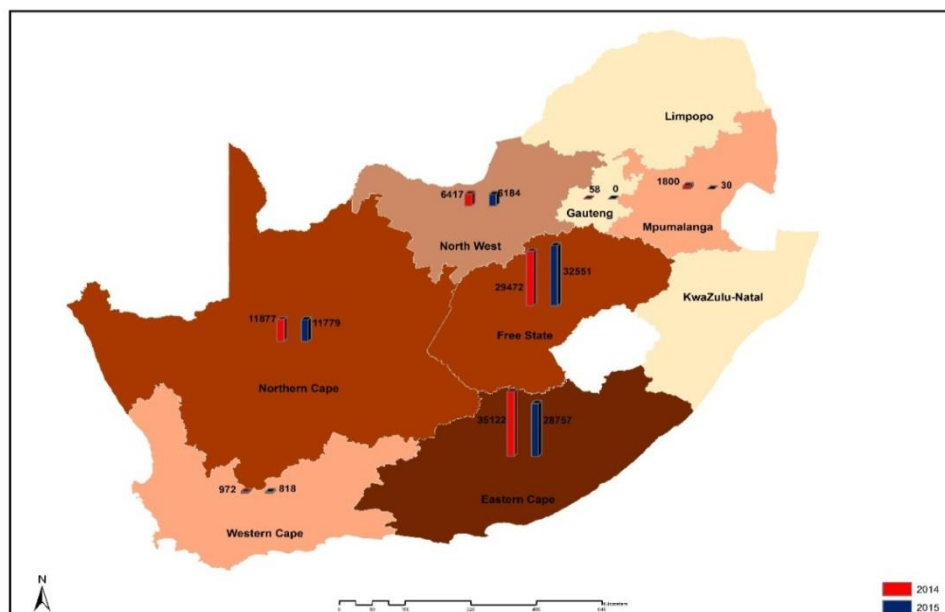 Limpopo
6417
6184
58
0
1800
30
Gauteng
Mpumalanga
North West
29472
32551
KwaZulu-Natal
Free State
11877
11779
Northern Cape
35122
28757
Eastern Cape
972
818
Western Cape
N
2014
2015
0